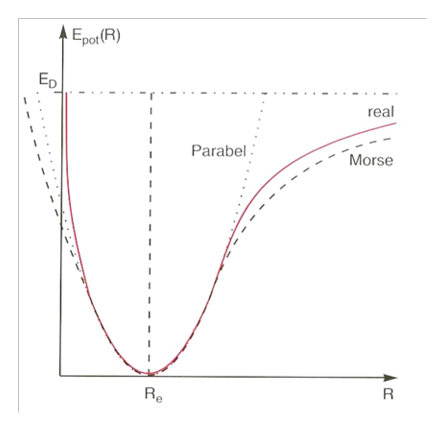 E_pot(R)
E_D
real
Parabel
Morse
R_e
R